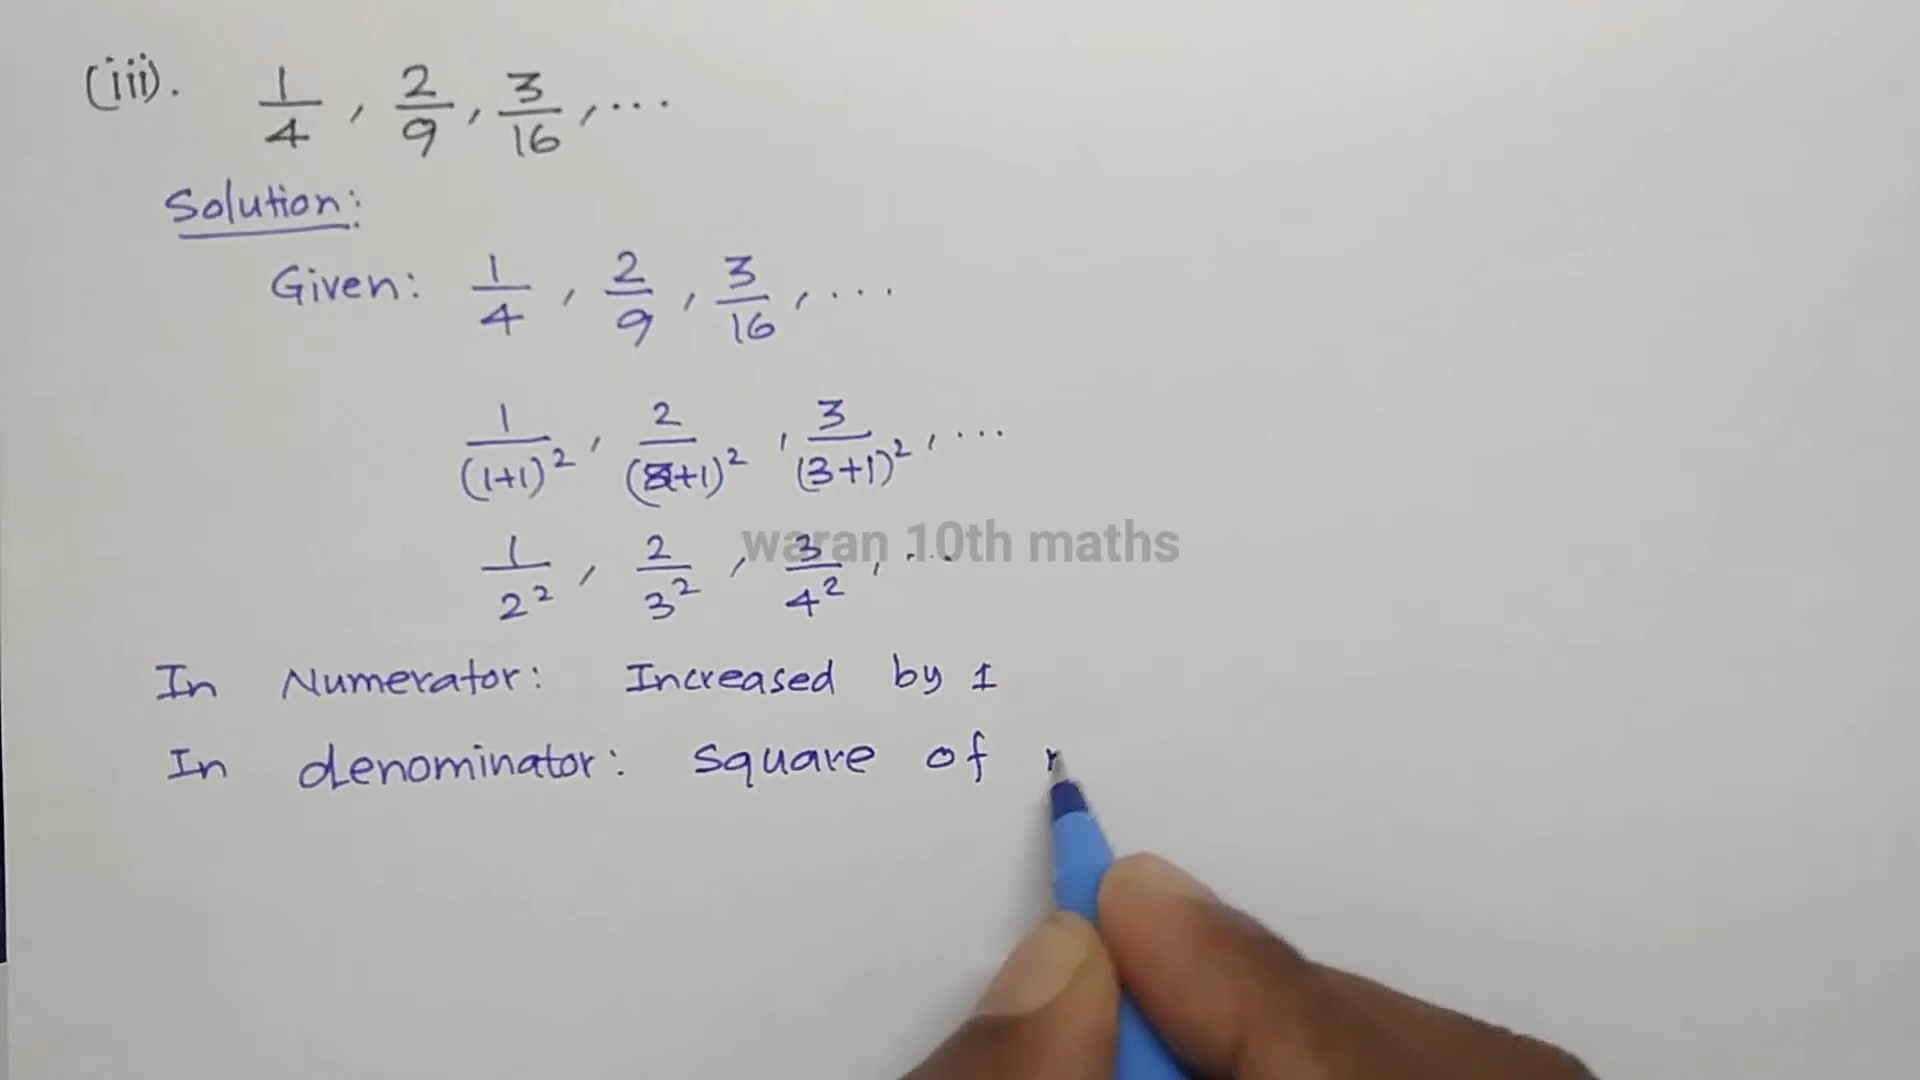 (iii). 1/4, 2/9, 3/16, ...
Solution:
Given: 1/4, 2/9, 3/16, ...
1/(1+1)², 2/(2+1)², 3/(3+1)², ...
waran 10th maths
1/2², 2/3², 3/4², ...
In Numerator: Increased by 1
In denominator: Square of